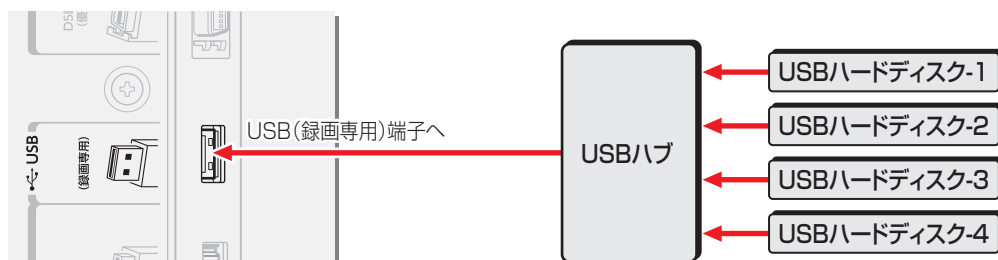 D5
USB
(録画専用)
USB(録画専用)端子へ
USBハブ
USBハードディスク-1
USBハードディスク-2
USBハードディスク-3
USBハードディスク-4